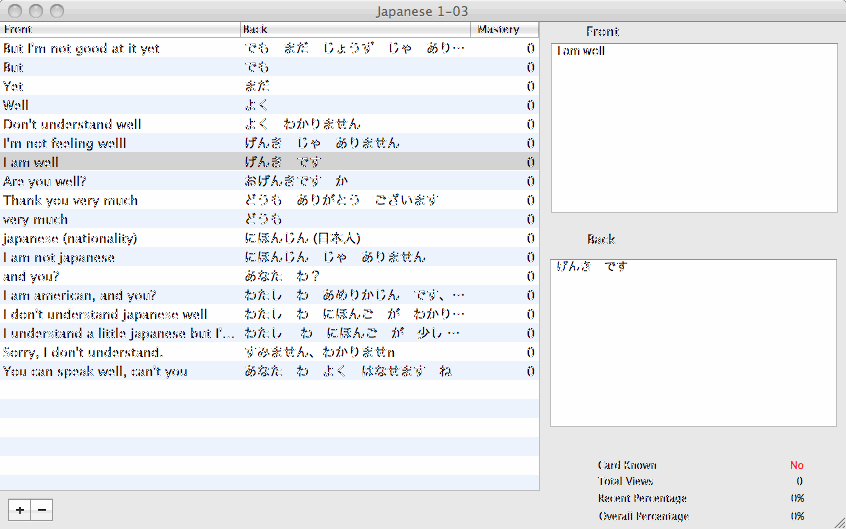 Japanese 1-03
Front Back Mastery
But I'm not good at it yet でも まだ じょうず じゃ あり… 0
But でも 0
Yet まだ 0
Well よく 0
Don't understand well よく わかりません 0
I'm not feeling welll げんき じゃ ありません 0
I am well げんき です 0
Are you well? おげんきです か 0
Thank you very much どうも ありがとう ございます 0
very much どうも 0
japanese (nationality) にほんじん (日本人) 0
I am not japanese にほんじん じゃ ありません 0
and you? あなた わ？ 0
I am american, and you? わたし わ あめりかじん です、… 0
I don't understand japanese well わたし わ にほんご が わかり… 0
I understand a little japanese but I'… わたし わ にほんご が 少し … 0
Sorry, I don't understand. すみません、わかりませn 0
You can speak well, can't you あなた わ よく はなせます ね 0
+ −
Front
I am well
Back
げんき です
Card Known No
Total Views 0
Recent Percentage 0%
Overall Percentage 0%